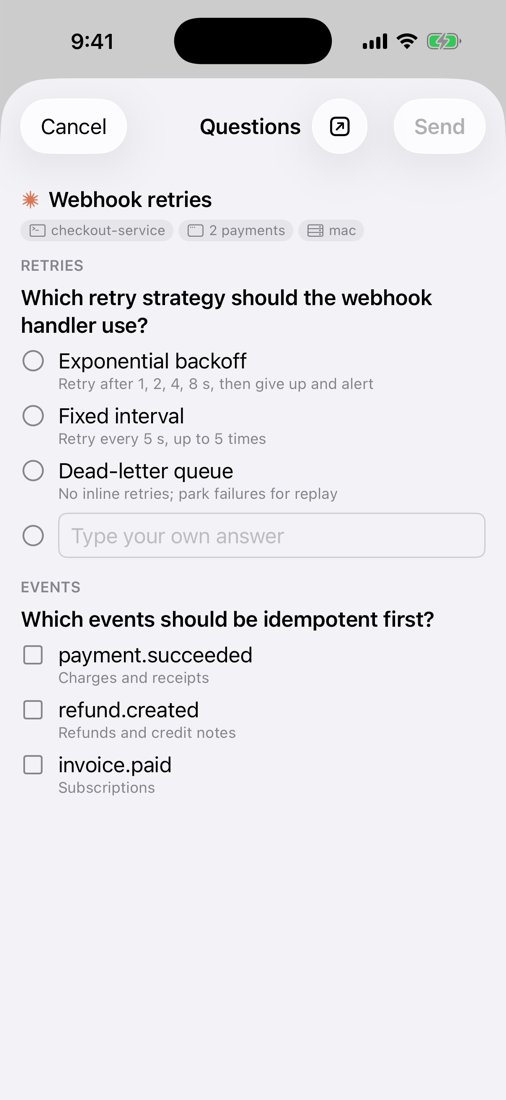 9:41
Cancel
Questions
Send
Webhook retries
checkout-service
2 payments
mac
RETRIES
Which retry strategy should the webhook
handler use?
Exponential backoff
Retry after 1, 2, 4, 8 s, then give up and alert
Fixed interval
Retry every 5 s, up to 5 times
Dead-letter queue
No inline retries; park failures for replay
Type your own answer
EVENTS
Which events should be idempotent first?
payment.succeeded
Charges and receipts
refund.created
Refunds and credit notes
invoice.paid
Subscriptions